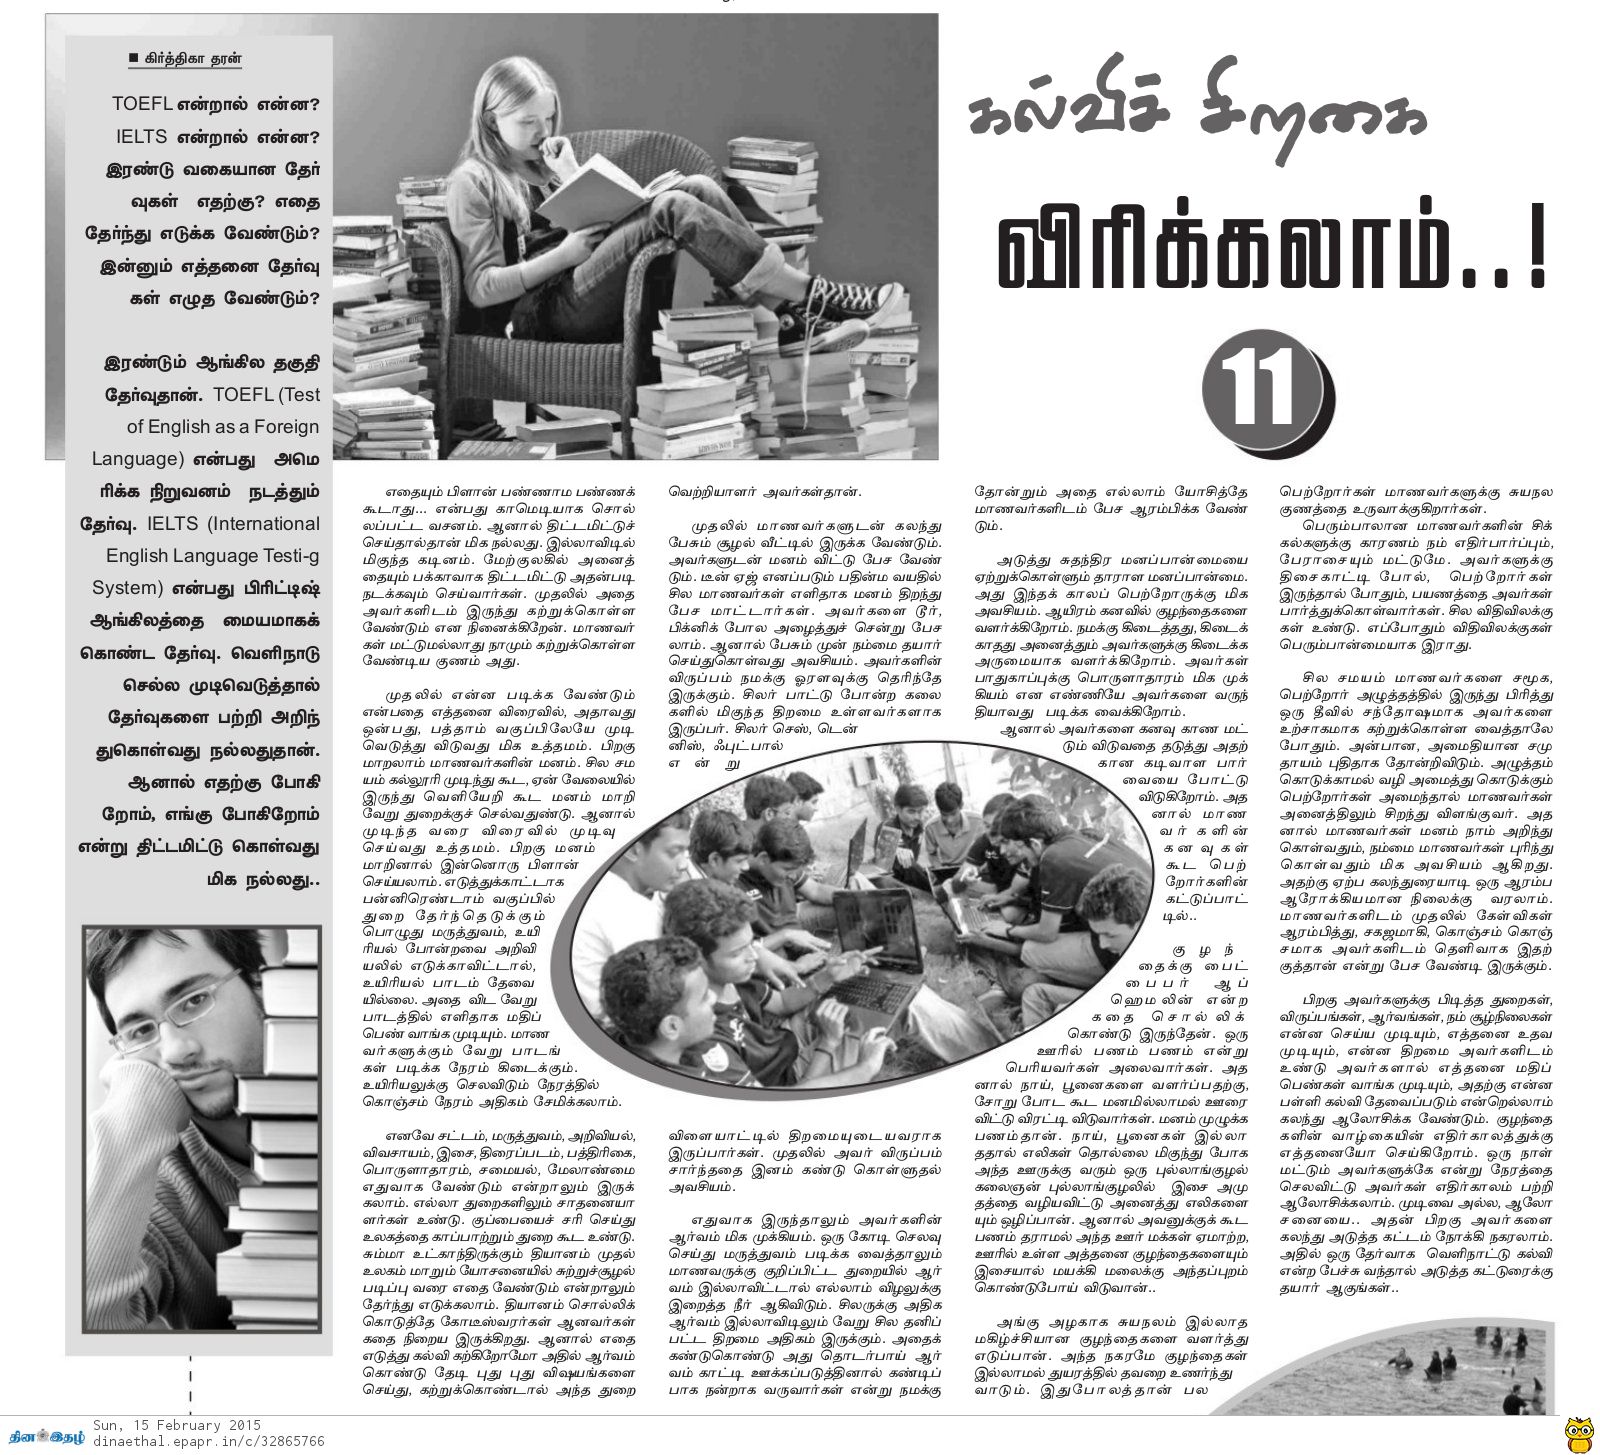 கல்விச் சிறகை
விரிக்கலாம்..!
11
■ கிர்த்திகா தரன்
TOEFL என்றால் என்ன?
IELTS என்றால் என்ன?
இரண்டு வகையான தேர்
வுகள் எதற்கு? எதை
தேர்ந்து எடுக்க வேண்டும்?
இன்னும் எத்தனை தேர்வு
கள் எழுத வேண்டும்?
இரண்டும் ஆங்கில தகுதி
தேர்வுதான். TOEFL (Test
of English as a Foreign
Language) என்பது அமெ
ரிக்க நிறுவனம் நடத்தும்
தேர்வு. IELTS (International
English Language Testi-g
System) என்பது பிரிட்டிஷ்
ஆங்கிலத்தை மையமாகக்
கொண்ட தேர்வு. வெளிநாடு
செல்ல முடிவெடுத்தால்
தேர்வுகளை பற்றி அறிந்
துகொள்வது நல்லதுதான்.
ஆனால் எதற்கு போகி
றோம், எங்கு போகிறோம்
என்று திட்டமிட்டு கொள்வது
மிக நல்லது..
எதையும் பிளான் பண்ணாம பண்ணக்
கூடாது... என்பது காமெடியாக சொல்
லப்பட்ட வசனம். ஆனால் திட்டமிட்டுச்
செய்தால்தான் மிக நல்லது. இல்லாவிடில்
மிகுந்த கடினம். மேற்குலகில் அனைத்
தையும் பக்காவாக திட்டமிட்டு அதன்படி
நடக்கவும் செய்வார்கள். முதலில் அதை
அவர்களிடம் இருந்து கற்றுக்கொள்ள
வேண்டும் என நினைக்கிறேன். மாணவர்
கள் மட்டுமல்லாது நாமும் கற்றுக்கொள்ள
வேண்டிய குணம் அது.
முதலில் என்ன படிக்க வேண்டும்
என்பதை எத்தனை விரைவில், அதாவது
ஒன்பது, பத்தாம் வகுப்பிலேயே முடி
வெடுத்து விடுவது மிக உத்தமம். பிறகு
மாறலாம் மாணவர்களின் மனம். சில சம
யம் கல்லூரி முடிந்து கூட, ஏன் வேலையில்
இருந்து வெளியேறி கூட மனம் மாறி
வேறு துறைக்குச் செல்வதுண்டு. ஆனால்
முடிந்த வரை விரைவில் முடிவு
செய்வது உத்தமம். பிறகு மனம்
மாறினால் இன்னொரு பிளான்
செய்யலாம். எடுத்துக்காட்டாக
பன்னிரெண்டாம் வகுப்பில்
துறை தேர்ந்தெடுக்கும்
பொழுது மருத்துவம், உயி
ரியல் போன்றவை அறிவி
யலில் எடுக்காவிட்டால்,
உயிரியல் பாடம் தேவை
யில்லை. அதை விட வேறு
பாடத்தில் எளிதாக மதிப்
பெண் வாங்க முடியும். மாண
வர்களுக்கும் வேறு பாடங்
கள் படிக்க நேரம் கிடைக்கும்.
உயிரியலுக்கு செலவிடும் நேரத்தில்
கொஞ்சம் நேரம் அதிகம் சேமிக்கலாம்.
எனவே சட்டம், மருத்துவம், அறிவியல்,
விவசாயம், இசை, திரைப்படம், பத்திரிகை,
பொருளாதாரம், சமையல், மேலாண்மை
எதுவாக வேண்டும் என்றாலும் இருக்
கலாம். எல்லா துறைகளிலும் சாதனையா
ளர்கள் உண்டு. குப்பையைச் சரி செய்து
உலகத்தை காப்பாற்றும் துறை கூட உண்டு.
சும்மா உட்காந்திருக்கும் தியானம் முதல்
உலகம் மாறும் யோசனையில் சுற்றுச்சூழல்
படிப்பு வரை எதை வேண்டும் என்றாலும்
தேர்ந்து எடுக்கலாம். தியானம் சொல்லிக்
கொடுத்தே கோடீஸ்வரர்கள் ஆனவர்கள்
கதை நிறைய இருக்கிறது. ஆனால் எதை
எடுத்து கல்வி கற்கிறோமோ அதில் ஆர்வம்
கொண்டு தேடி புது புது விஷயங்களை
செய்து, கற்றுக்கொண்டால் அந்த துறை
வெற்றியாளர் அவர்கள்தான்.
முதலில் மாணவர்களுடன் கலந்து
பேசும் சூழல் வீட்டில் இருக்க வேண்டும்.
அவர்களுடன் மனம் விட்டு பேச வேண்
டும். டீன் ஏஜ் எனப்படும் பதின்ம வயதில்
சில மாணவர்கள் எளிதாக மனம் திறந்து
பேச மாட்டார்கள். அவர்களை டூர்,
பிக்னிக் போல அழைத்துச் சென்று பேச
லாம். ஆனால் பேசும் முன் நம்மை தயார்
செய்துகொள்வது அவசியம். அவர்களின்
விருப்பம் நமக்கு ஓரளவுக்கு தெரிந்தே
இருக்கும். சிலர் பாட்டு போன்ற கலை
களில் மிகுந்த திறமை உள்ளவர்களாக
இருப்பர். சிலர் செஸ், டென்
னிஸ், ஃபுட்பால்
என்று
விளையாட்டில் திறமையுடையவராக
இருப்பார்கள். முதலில் அவர் விருப்பம்
சார்ந்ததை இனம் கண்டு கொள்ளுதல்
அவசியம்.
எதுவாக இருந்தாலும் அவர்களின்
ஆர்வம் மிக முக்கியம். ஒரு கோடி செலவு
செய்து மருத்துவம் படிக்க வைத்தாலும்
மாணவருக்கு குறிப்பிட்ட துறையில் ஆர்
வம் இல்லாவிட்டால் எல்லாம் விழலுக்கு
இறைத்த நீர் ஆகிவிடும். சிலருக்கு அதிக
ஆர்வம் இல்லாவிடிலும் வேறு சில தனிப்
பட்ட திறமை அதிகம் இருக்கும். அதைக்
கண்டுகொண்டு அது தொடர்பாய் ஆர்
வம் காட்டி ஊக்கப்படுத்தினால் கண்டிப்
பாக நன்றாக வருவார்கள் என்று நமக்கு
தோன்றும் அதை எல்லாம் யோசித்தே
மாணவர்களிடம் பேச ஆரம்பிக்க வேண்
டும்.
அடுத்து சுதந்திர மனப்பான்மையை
ஏற்றுக்கொள்ளும் தாராள மனப்பான்மை.
அது இந்தக் காலப் பெற்றோருக்கு மிக
அவசியம். ஆயிரம் கனவில் குழந்தைகளை
வளர்க்கிறோம். நமக்கு கிடைத்தது, கிடைக்
காதது அனைத்தும் அவர்களுக்கு கிடைக்க
அருமையாக வளர்க்கிறோம். அவர்கள்
பாதுகாப்புக்கு பொருளாதாரம் மிக முக்
கியம் என எண்ணியே அவர்களை வருந்
தியாவது படிக்க வைக்கிறோம்.
ஆனால் அவர்களை கனவு காண மட்
டும் விடுவதை தடுத்து அதற்
கான கடிவாள பார்
வையை போட்டு
விடுகிறோம். அத
னால் மாண
வர்களின்
கனவுகள்
கூட பெற்
றோர்களின்
கட்டுப்பாட்
டில்..
குழந்
தைக்கு பைட்
பைபர் ஆப்
ஹெமலின் என்ற
கதை சொல்லிக்
கொண்டு இருந்தேன். ஒரு
ஊரில் பணம் பணம் என்று
பெரியவர்கள் அலைவார்கள். அத
னால் நாய், பூனைகளை வளர்ப்பதற்கு,
சோறு போட கூட மனமில்லாமல் ஊரை
விட்டு விரட்டி விடுவார்கள். மனம் முழுக்க
பணம்தான். நாய், பூனைகள் இல்லா
ததால் எலிகள் தொல்லை மிகுந்து போக
அந்த ஊருக்கு வரும் ஒரு புல்லாங்குழல்
கலைஞன் புல்லாங்குழலில் இசை அமு
தத்தை வழியவிட்டு அனைத்து எலிகளை
யும் ஒழிப்பான். ஆனால் அவனுக்குக் கூட
பணம் தராமல் அந்த ஊர் மக்கள் ஏமாற்ற,
ஊரில் உள்ள அத்தனை குழந்தைகளையும்
இசையால் மயக்கி மலைக்கு அந்தப்புறம்
கொண்டுபோய் விடுவான்..
அங்கு அழகாக சுயநலம் இல்லாத
மகிழ்ச்சியான குழந்தைகளை வளர்த்து
எடுப்பான். அந்த நகரமே குழந்தைகள்
இல்லாமல் துயரத்தில் தவறை உணர்ந்து
வாடும். இதுபோலத்தான் பல
பெற்றோர்கள் மாணவர்களுக்கு சுயநல
குணத்தை உருவாக்குகிறார்கள்.
பெரும்பாலான மாணவர்களின் சிக்
கல்களுக்கு காரணம் நம் எதிர்பார்ப்பும்,
பேராசையும் மட்டுமே. அவர்களுக்கு
திசைகாட்டி போல், பெற்றோர்கள்
இருந்தால் போதும், பயணத்தை அவர்கள்
பார்த்துக்கொள்வார்கள். சில விதிவிலக்கு
கள் உண்டு. எப்போதும் விதிவிலக்குகள்
பெரும்பான்மையாக இராது.
சில சமயம் மாணவர்களை சமூக,
பெற்றோர் அழுத்தத்தில் இருந்து பிரித்து
ஒரு தீவில் சந்தோஷமாக அவர்களை
உற்சாகமாக கற்றுக்கொள்ள வைத்தாலே
போதும். அன்பான, அமைதியான சமு
தாயம் புதிதாக தோன்றிவிடும். அழுத்தம்
கொடுக்காமல் வழி அமைத்து கொடுக்கும்
பெற்றோர்கள் அமைந்தால் மாணவர்கள்
அனைத்திலும் சிறந்து விளங்குவர். அத
னால் மாணவர்கள் மனம் நாம் அறிந்து
கொள்வதும், நம்மை மாணவர்கள் புரிந்து
கொள்வதும் மிக அவசியம் ஆகிறது.
அதற்கு ஏற்ப கலந்துரையாடி ஒரு ஆரம்ப
ஆரோக்கியமான நிலைக்கு வரலாம்.
மாணவர்களிடம் முதலில் கேள்விகள்
ஆரம்பித்து, சகஜமாகி, கொஞ்சம் கொஞ்
சமாக அவர்களிடம் தெளிவாக இதற்
குத்தான் என்று பேச வேண்டி இருக்கும்.
பிறகு அவர்களுக்கு பிடித்த துறைகள்,
விருப்பங்கள், ஆர்வங்கள், நம் சூழ்நிலைகள்
என்ன செய்ய முடியும், எத்தனை உதவ
முடியும், என்ன திறமை அவர்களிடம்
உண்டு அவர்களால் எத்தனை மதிப்
பெண்கள் வாங்க முடியும், அதற்கு என்ன
பள்ளி கல்வி தேவைப்படும் என்றெல்லாம்
கலந்து ஆலோசிக்க வேண்டும். குழந்தை
களின் வாழ்கையின் எதிர்காலத்துக்கு
எத்தனையோ செய்கிறோம். ஒரு நாள்
மட்டும் அவர்களுக்கே என்று நேரத்தை
செலவிட்டு அவர்கள் எதிர்காலம் பற்றி
ஆலோசிக்கலாம். முடிவை அல்ல, ஆலோ
சனையை.. அதன் பிறகு அவர்களை
கலந்து அடுத்த கட்டம் நோக்கி நகரலாம்.
அதில் ஒரு தேர்வாக வெளிநாட்டு கல்வி
என்ற பேச்சு வந்தால் அடுத்த கட்டுரைக்கு
தயார் ஆகுங்கள்..
தின இதழ்
Sun, 15 February 2015
dinaethal.epapr.in/c/32865766